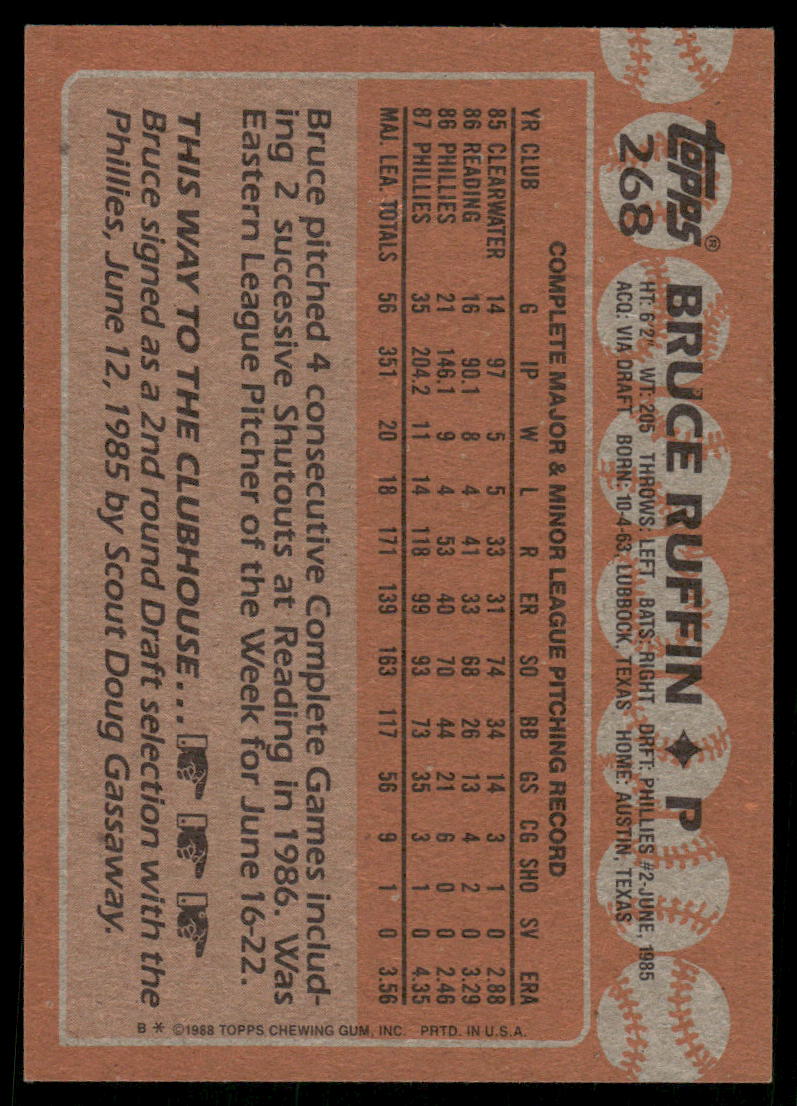 topps®
268
BRUCE RUFFIN ✦ P
HT: 6'2" WT: 205 THROWS: LEFT BATS: RIGHT DRFT: PHILLIES #2-JUNE, 1985
ACQ: VIA DRAFT BORN: 10-4-63, LUBBOCK, TEXAS HOME: AUSTIN, TEXAS
COMPLETE MAJOR & MINOR LEAGUE PITCHING RECORD
YR CLUB G IP W L R ER SO BB GS CG SHO SV ERA
85 CLEARWATER 14 97 5 5 33 31 74 34 14 3 1 0 2.88
86 READING 16 90.1 8 4 41 33 68 26 13 4 2 0 3.29
86 PHILLIES 21 146.1 9 4 53 40 70 44 21 6 0 0 2.46
87 PHILLIES 35 204.2 11 14 118 99 93 73 35 3 1 0 4.35
MAJ. LEA. TOTALS 56 351. 20 18 171 139 163 117 56 9 1 0 3.56
Bruce pitched 4 consecutive Complete Games includ-
ing 2 successive Shutouts at Reading in 1986. Was
Eastern League Pitcher of the Week for June 16-22.
THIS WAY TO THE CLUBHOUSE...
Bruce signed as a 2nd round Draft selection with the
Phillies, June 12, 1985 by Scout Doug Gassaway.
B * ©1988 TOPPS CHEWING GUM, INC. PRTD. IN U.S.A.